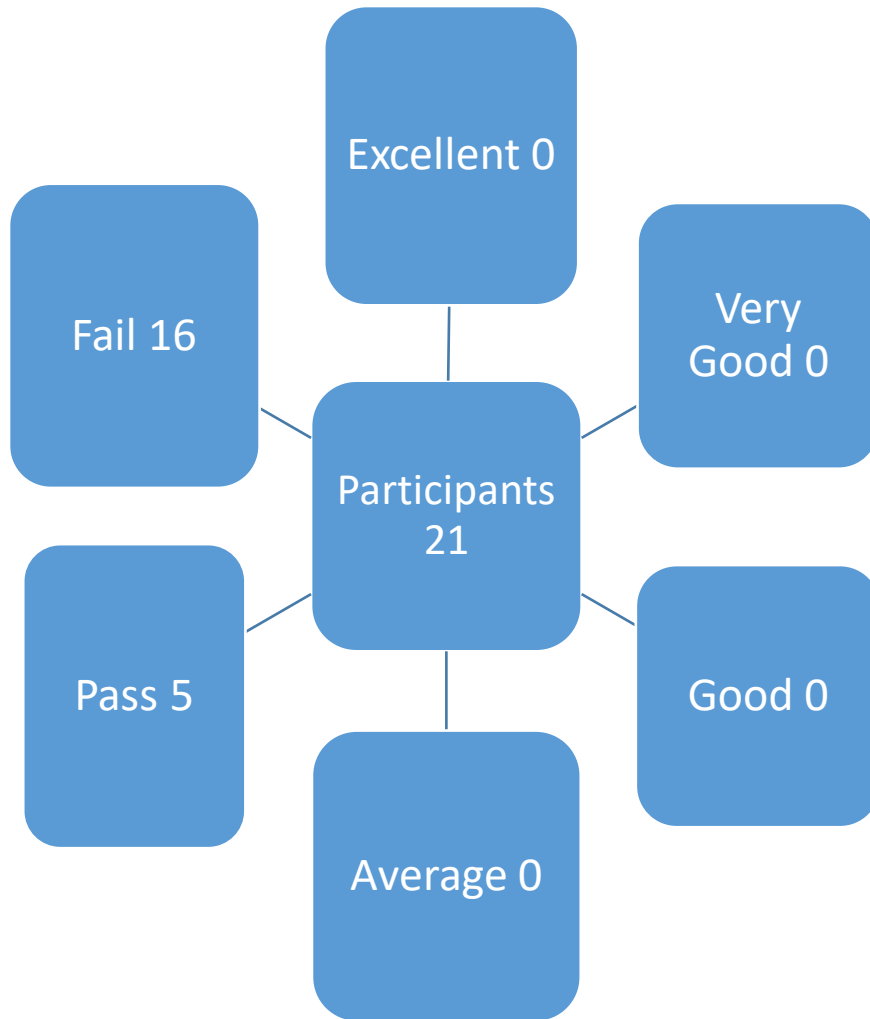 Excellent 0
Very
Good 0
Fail 16
Participants
21
Pass 5
Good 0
Average 0